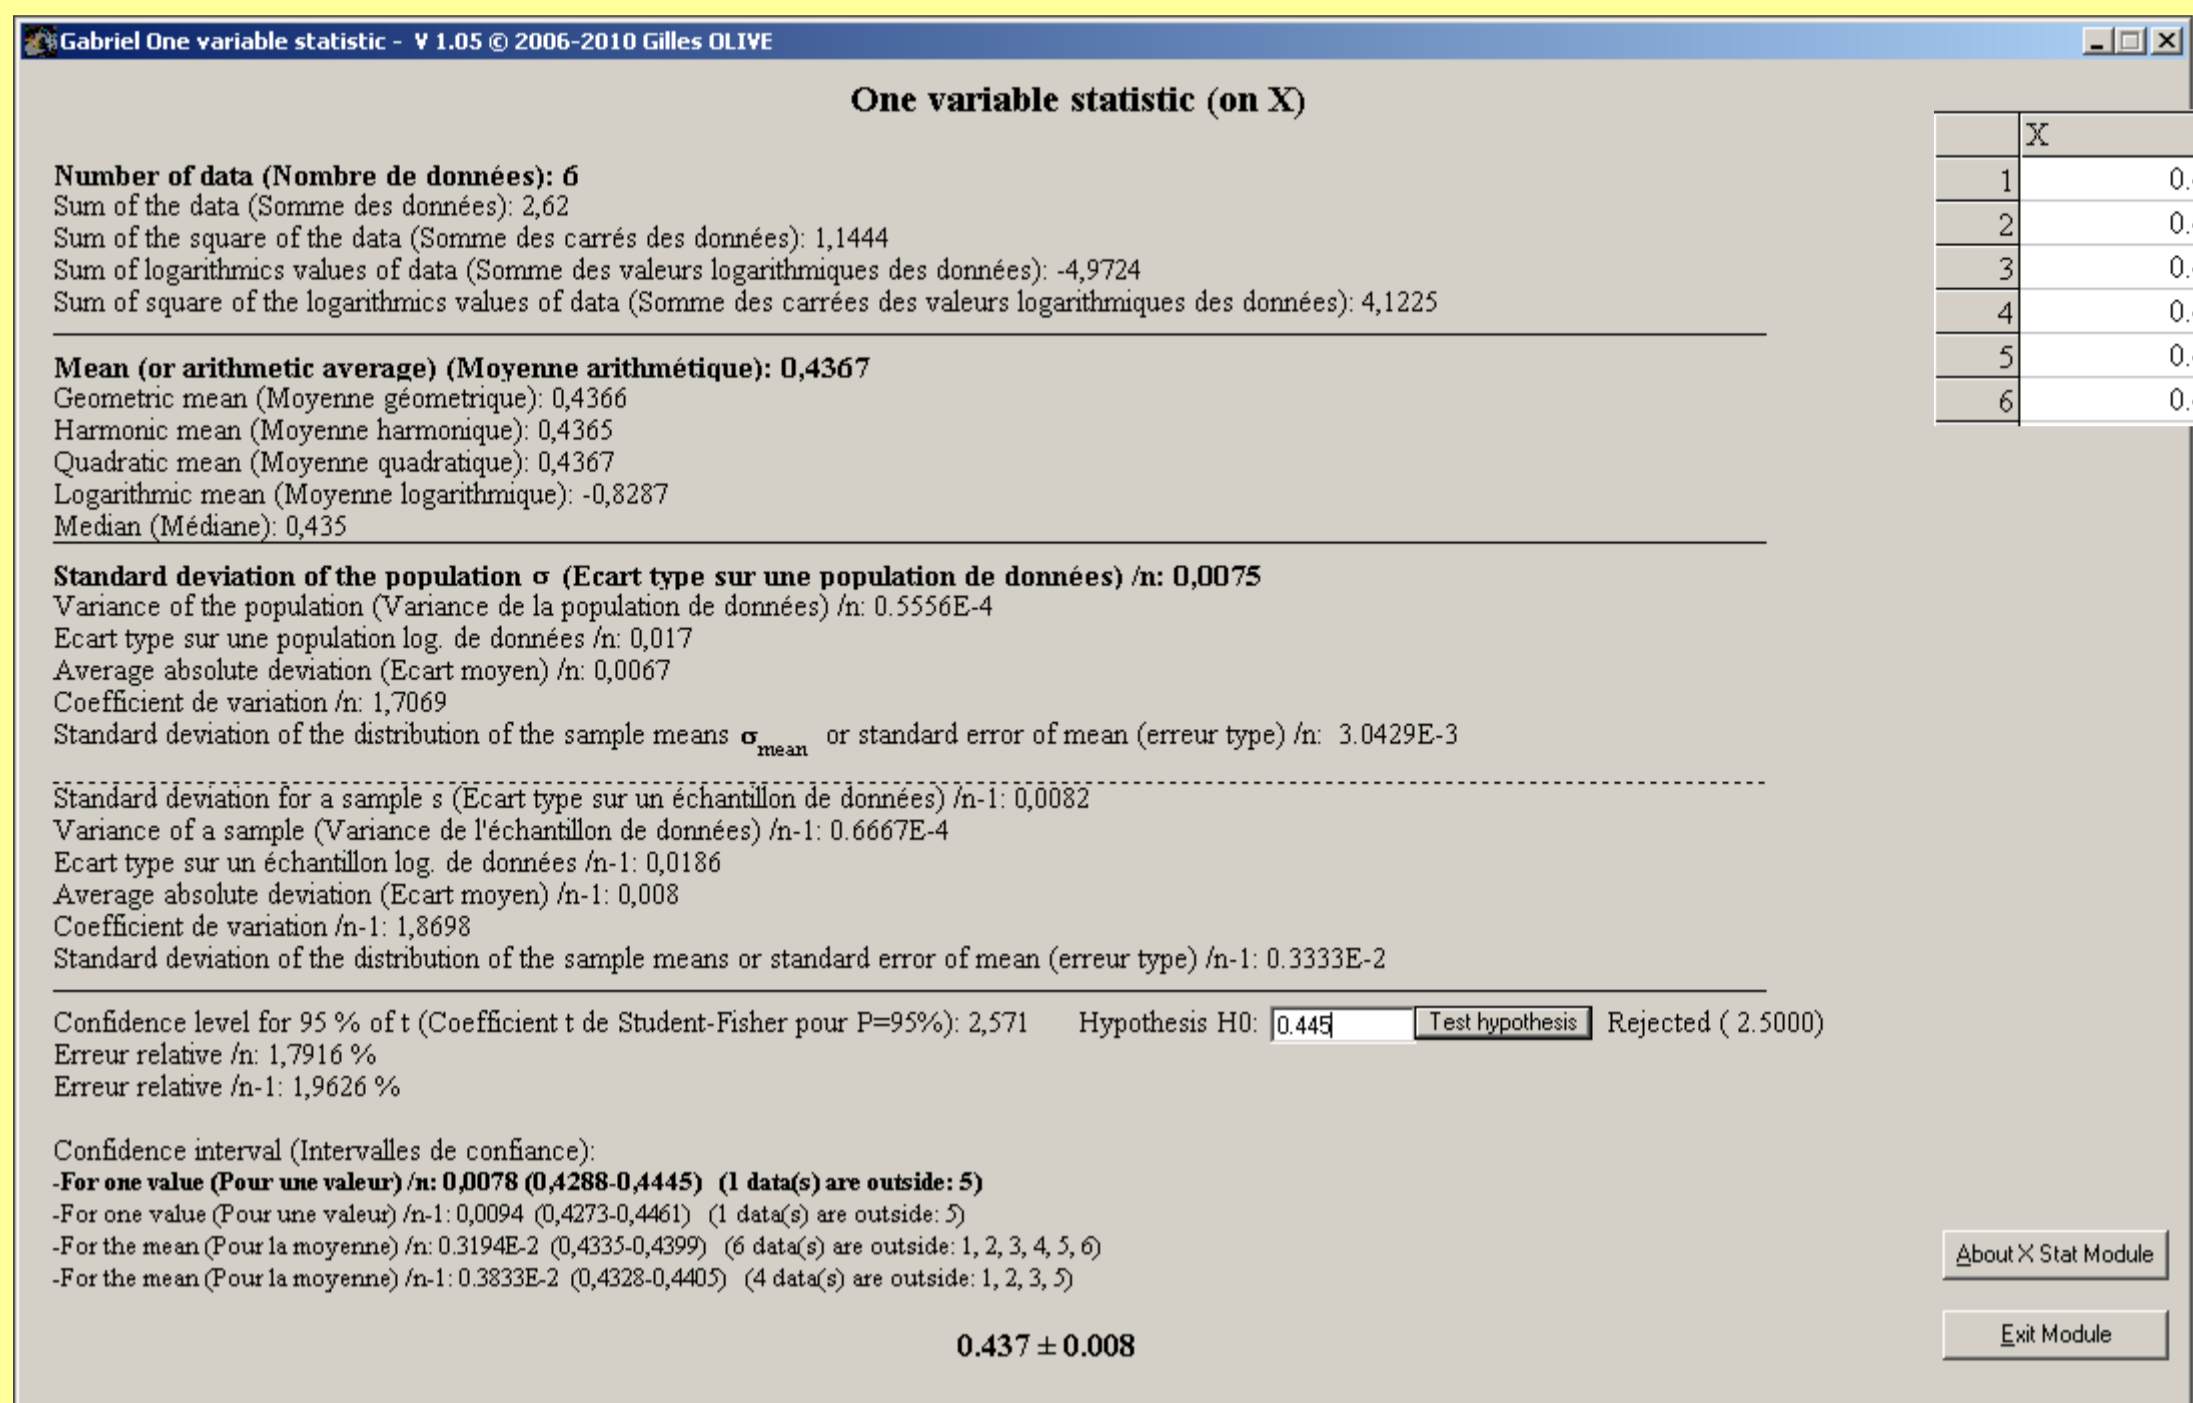 Gabriel One variable statistic - V 1.05 © 2006-2010 Gilles OLIVE
One variable statistic (on X)
X
1 0.
2 0.
3 0.
4 0.
5 0.
6 0.
Number of data (Nombre de données): 6
Sum of the data (Somme des données): 2,62
Sum of the square of the data (Somme des carrés des données): 1,1444
Sum of logarithmics values of data (Somme des valeurs logarithmiques des données): -4,9724
Sum of square of the logarithmics values of data (Somme des carrées des valeurs logarithmiques des données): 4,1225
Mean (or arithmetic average) (Moyenne arithmétique): 0,4367
Geometric mean (Moyenne géometrique): 0,4366
Harmonic mean (Moyenne harmonique): 0,4365
Quadratic mean (Moyenne quadratique): 0,4367
Logarithmic mean (Moyenne logarithmique): -0,8287
Median (Médiane): 0,435
Standard deviation of the population σ (Ecart type sur une population de données) /n: 0,0075
Variance of the population (Variance de la population de données) /n: 0.5556E-4
Ecart type sur une population log. de données /n: 0,017
Average absolute deviation (Ecart moyen) /n: 0,0067
Coefficient de variation /n: 1,7069
Standard deviation of the distribution of the sample means σmean or standard error of mean (erreur type) /n: 3.0429E-3
Standard deviation for a sample s (Ecart type sur un échantillon de données) /n-1: 0,0082
Variance of a sample (Variance de l'échantillon de données) /n-1: 0.6667E-4
Ecart type sur un échantillon log. de données /n-1: 0,0186
Average absolute deviation (Ecart moyen) /n-1: 0,008
Coefficient de variation /n-1: 1,8698
Standard deviation of the distribution of the sample means or standard error of mean (erreur type) /n-1: 0.3333E-2
Confidence level for 95 % of t (Coefficient t de Student-Fisher pour P=95%): 2,571 Hypothesis H0: 0.445 Test hypothesis Rejected ( 2.5000)
Erreur relative /n: 1,7916 %
Erreur relative /n-1: 1,9626 %
Confidence interval (Intervalles de confiance):
-For one value (Pour une valeur) /n: 0,0078 (0,4288-0,4445) (1 data(s) are outside: 5)
-For one value (Pour une valeur) /n-1: 0,0094 (0,4273-0,4461) (1 data(s) are outside: 5)
-For the mean (Pour la moyenne) /n: 0.3194E-2 (0,4335-0,4399) (6 data(s) are outside: 1, 2, 3, 4, 5, 6)
-For the mean (Pour la moyenne) /n-1: 0.3833E-2 (0,4328-0,4405) (4 data(s) are outside: 1, 2, 3, 5)
About X Stat Module
Exit Module
0.437 ± 0.008